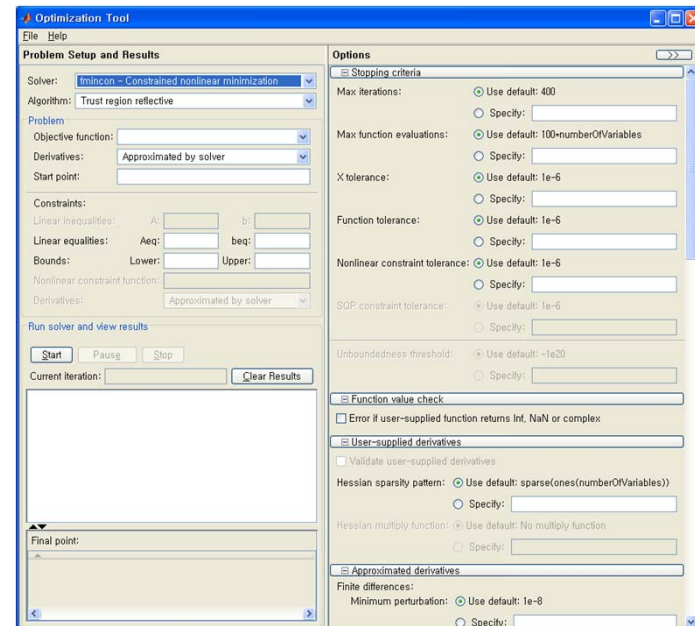 Optimization Tool
File Help
Problem Setup and Results
Solver: fmincon - Constrained nonlinear minimization
Algorithm: Trust region reflective
Problem
Objective function:
Derivatives: Approximated by solver
Start point:
Constraints:
Linear inequalities: A: b:
Linear equalities: Aeq: beq:
Bounds: Lower: Upper:
Nonlinear constraint function:
Derivatives: Approximated by solver
Run solver and view results
Start Pause Stop
Current iteration: Clear Results
Final point:
Options >>
Stopping criteria
Max iterations: Use default: 400
Specify:
Max function evaluations: Use default: 100*numberOfVariables
Specify:
X tolerance: Use default: 1e-6
Specify:
Function tolerance: Use default: 1e-6
Specify:
Nonlinear constraint tolerance: Use default: 1e-6
Specify:
SQP constraint tolerance: Use default: 1e-6
Specify:
Unboundedness threshold: Use default: -1e20
Specify:
Function value check
Error if user-supplied function returns Inf, NaN or complex
User-supplied derivatives
Validate user-supplied derivatives
Hessian sparsity pattern: Use default: sparse(ones(numberOfVariables))
Specify:
Hessian multiply function: Use default: No multiply function
Specify:
Approximated derivatives
Finite differences:
Minimum perturbation: Use default: 1e-8
Specify: